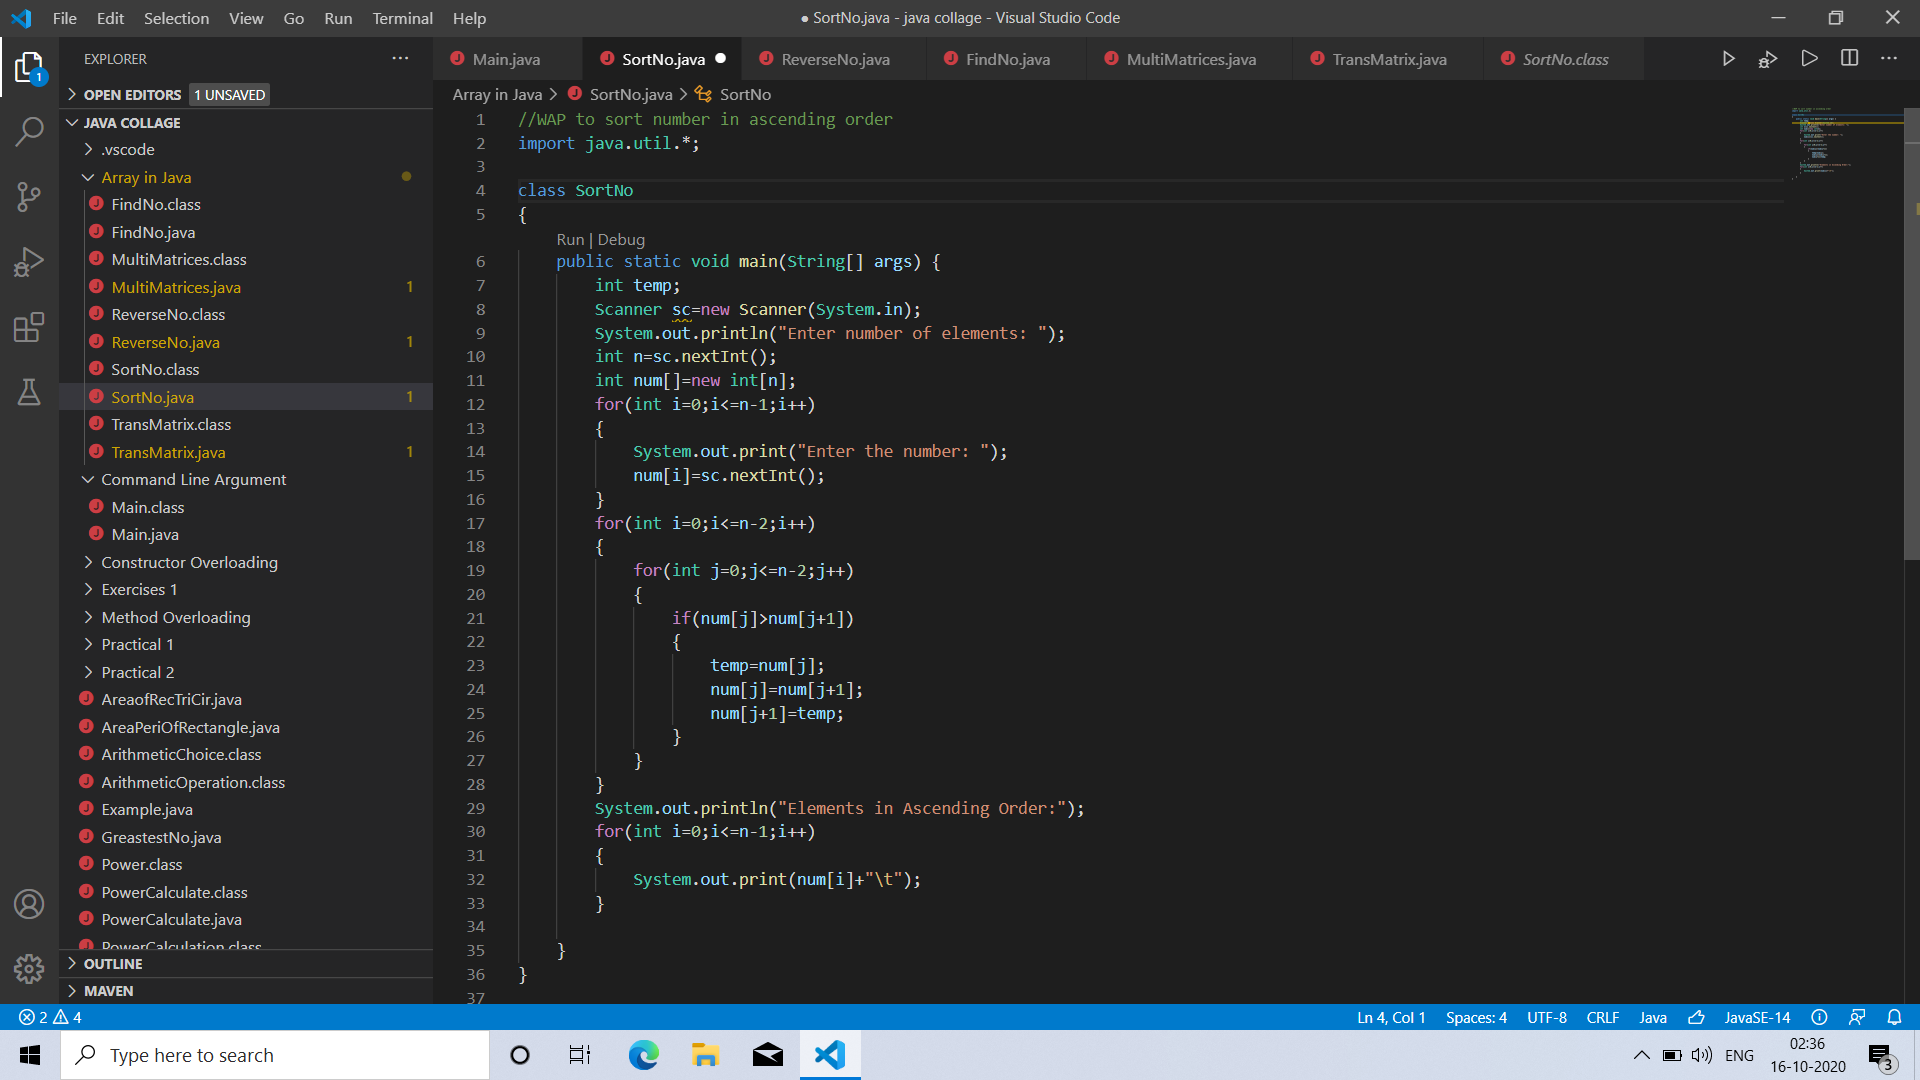 File Edit Selection View Go Run Terminal Help
● SortNo.java - java collage - Visual Studio Code
EXPLORER
1
OPEN EDITORS 1 UNSAVED
JAVA COLLAGE
.vscode
Array in Java
FindNo.class
FindNo.java
MultiMatrices.class
MultiMatrices.java 1
ReverseNo.class
ReverseNo.java 1
SortNo.class
SortNo.java 1
TransMatrix.class
TransMatrix.java 1
Command Line Argument
Main.class
Main.java
Constructor Overloading
Exercises 1
Method Overloading
Practical 1
Practical 2
AreaofRecTriCir.java
AreaPeriOfRectangle.java
ArithmeticChoice.class
ArithmeticOperation.class
Example.java
GreastestNo.java
Power.class
PowerCalculate.class
PowerCalculate.java
PowerCalculation.class
OUTLINE
MAVEN
Main.java SortNo.java ReverseNo.java FindNo.java MultiMatrices.java TransMatrix.java SortNo.class
Array in Java > SortNo.java > SortNo
1 //WAP to sort number in ascending order
2 import java.util.*;
3
4 class SortNo
5 {
Run | Debug
6 public static void main(String[] args) {
7 int temp;
8 Scanner sc=new Scanner(System.in);
9 System.out.println("Enter number of elements: ");
10 int n=sc.nextInt();
11 int num[]=new int[n];
12 for(int i=0;i<=n-1;i++)
13 {
14 System.out.print("Enter the number: ");
15 num[i]=sc.nextInt();
16 }
17 for(int i=0;i<=n-2;i++)
18 {
19 for(int j=0;j<=n-2;j++)
20 {
21 if(num[j]>num[j+1])
22 {
23 temp=num[j];
24 num[j]=num[j+1];
25 num[j+1]=temp;
26 }
27 }
28 }
29 System.out.println("Elements in Ascending Order:");
30 for(int i=0;i<=n-1;i++)
31 {
32 System.out.print(num[i]+"\t");
33 }
34
35 }
36 }
37
2 4
Ln 4, Col 1 Spaces: 4 UTF-8 CRLF Java JavaSE-14
Type here to search
ENG
02:36
16-10-2020
3